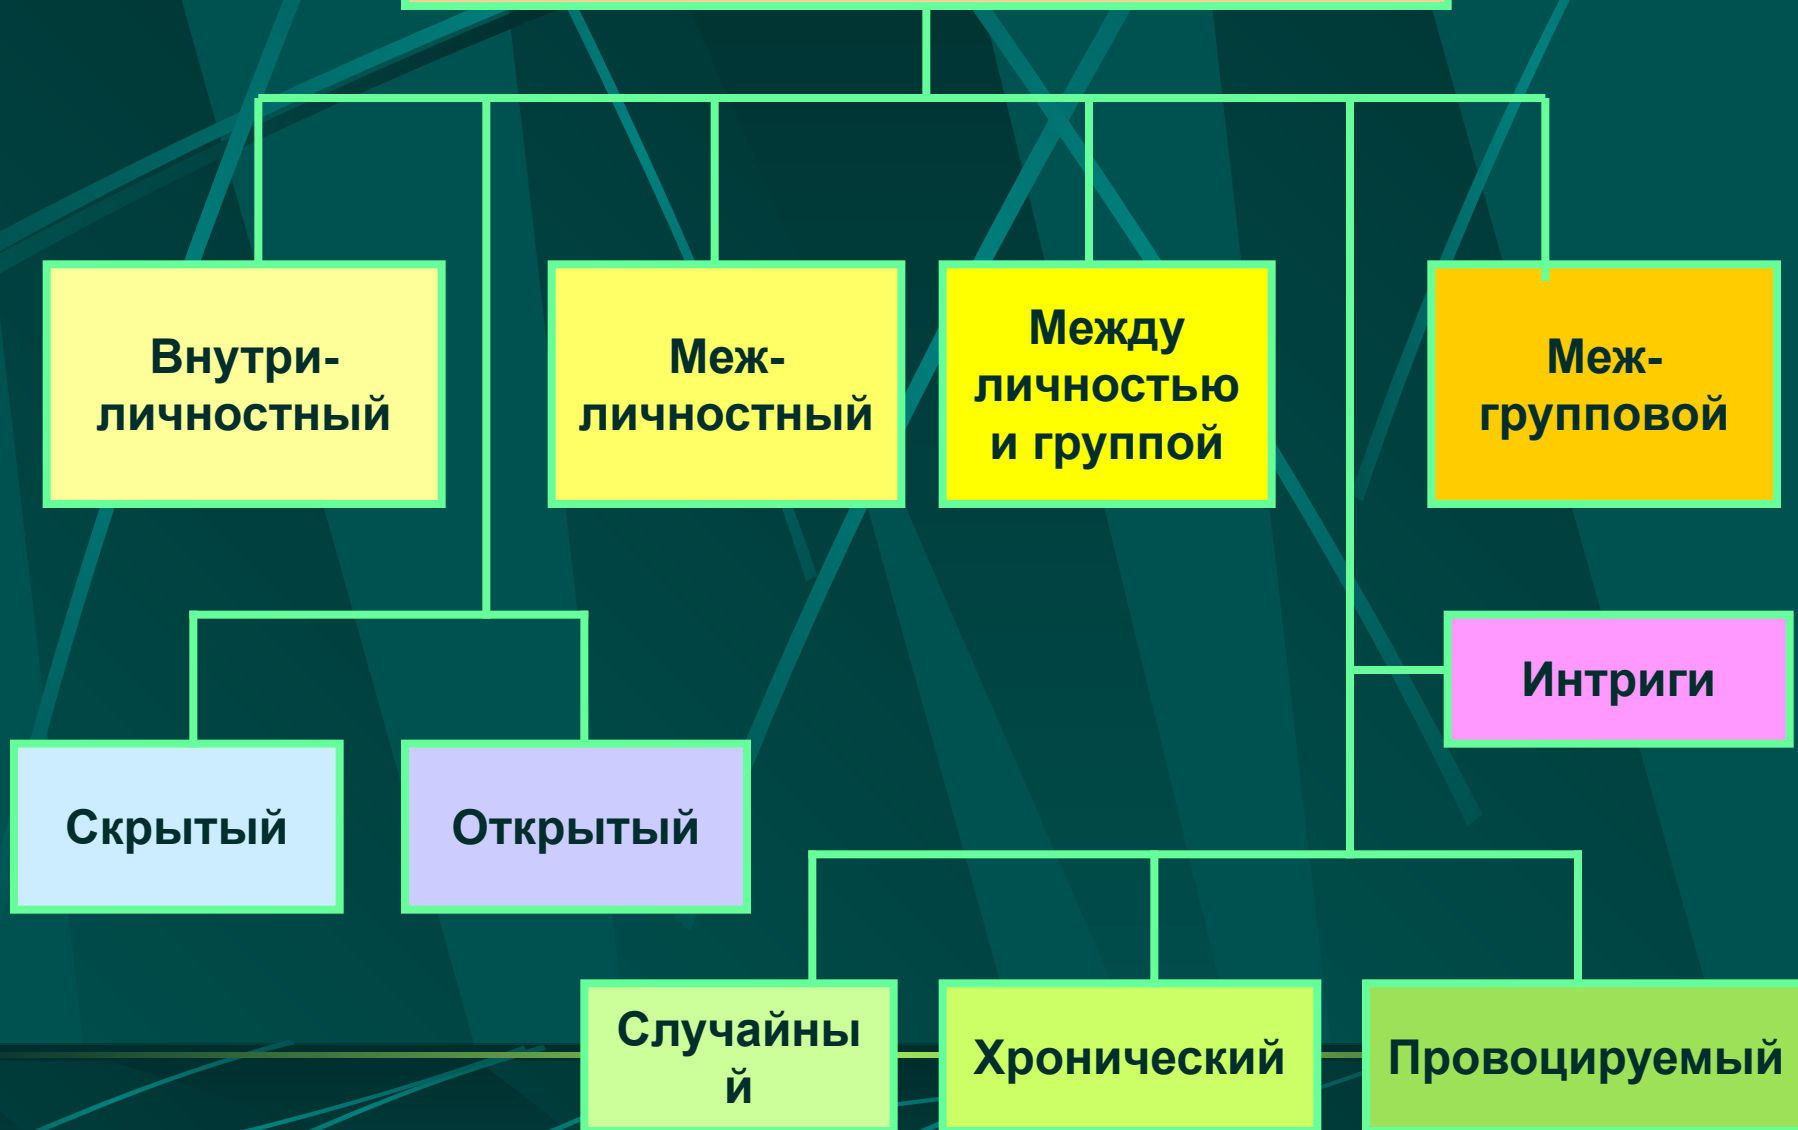 Внутри-
личностный
Меж-
личностный
Между
личностью
и группой
Меж-
групповой
Интриги
Скрытый
Открытый
Случайны
й
Хронический
Провоцируемый